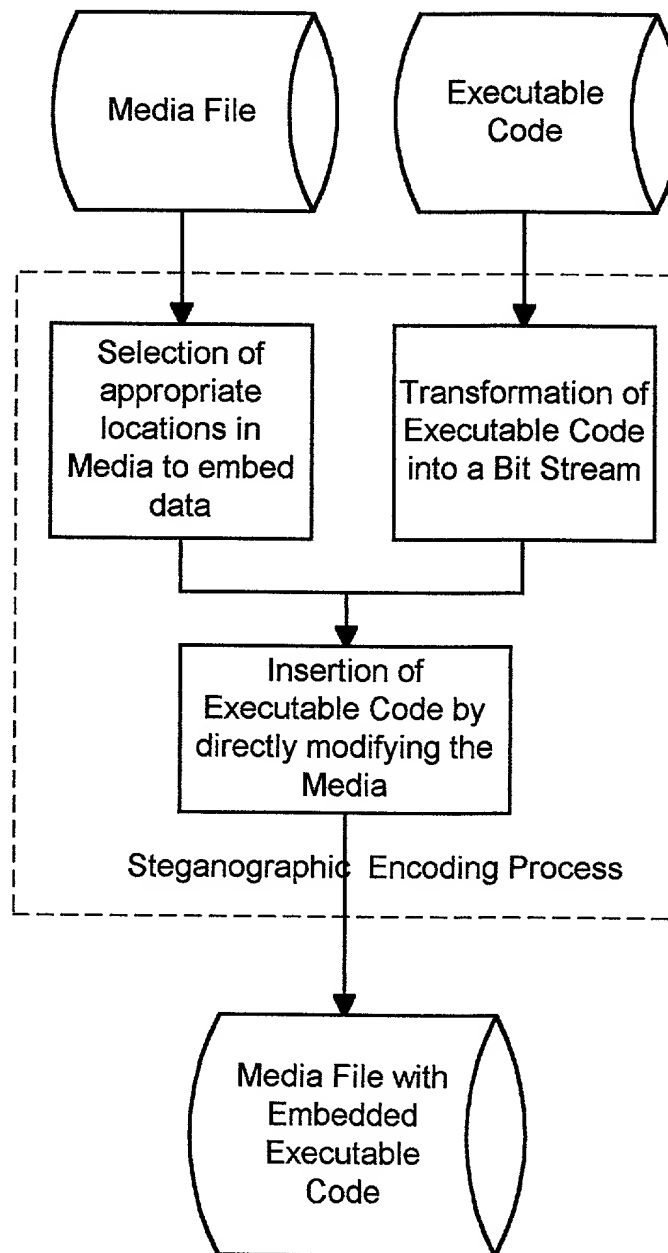 Media File
Executable
Code
Selection of
appropriate
locations in
Media to embed
data
Transformation of
Executable Code
into a Bit Stream
Insertion of
Executable Code by
directly modifying the
Media
Steganographic Encoding Process
Media File with
Embedded
Executable
Code